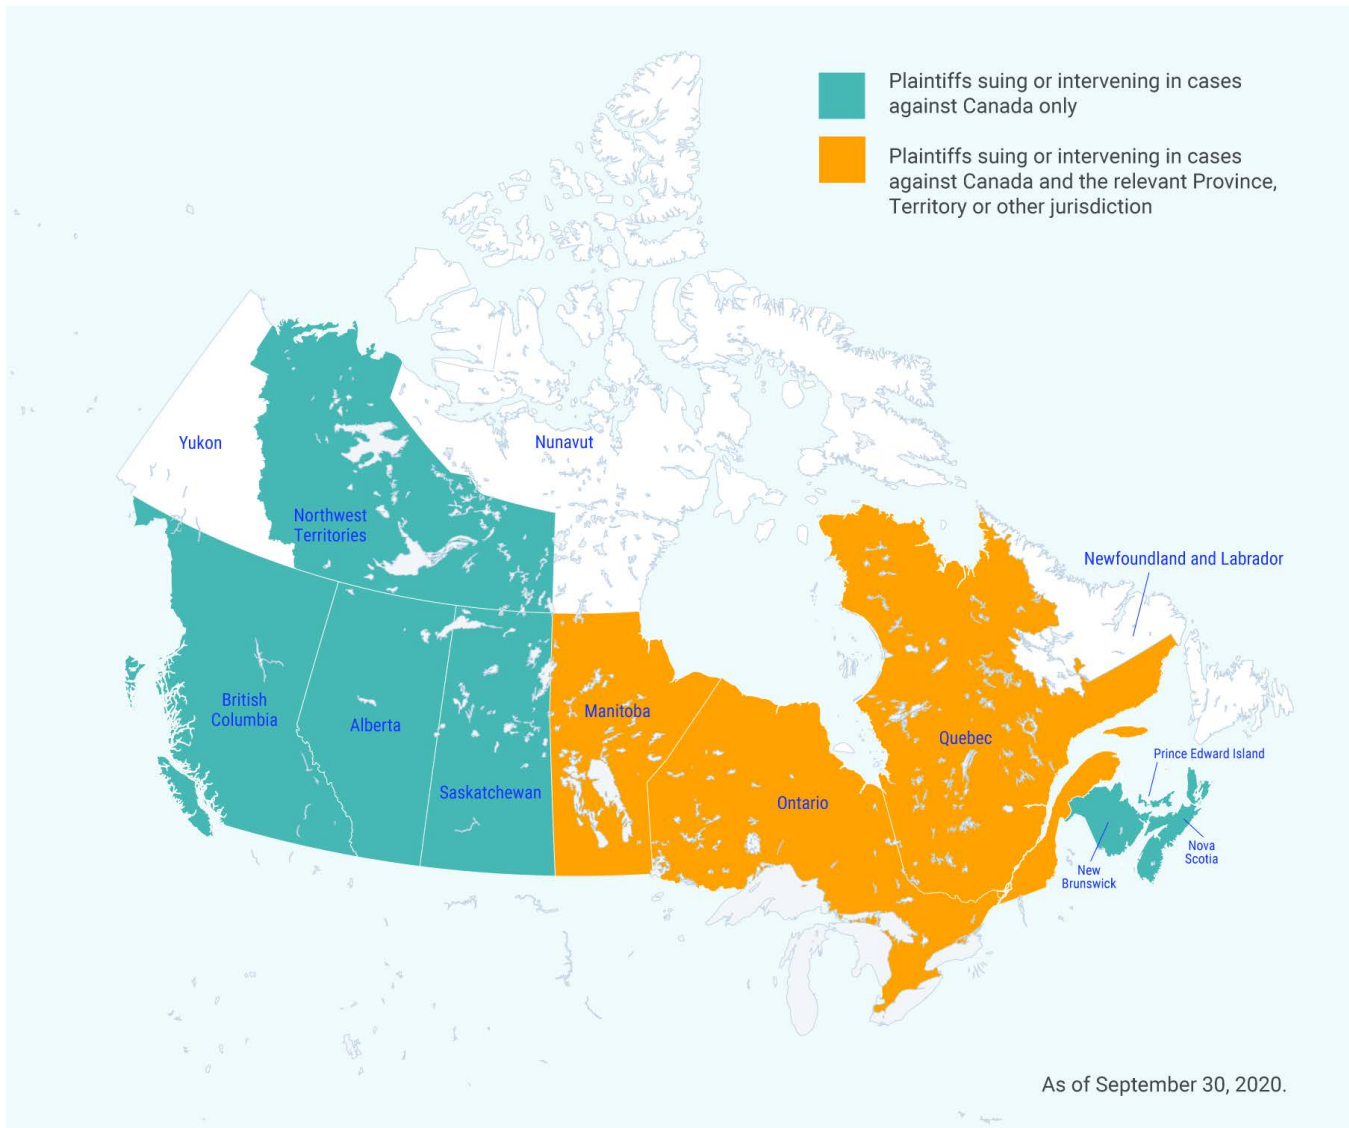 Plaintiffs suing or intervening in cases
against Canada only
Plaintiffs suing or intervening in cases
against Canada and the relevant Province,
Territory or other jurisdiction
Yukon
Nunavut
Northwest
Territories
Newfoundland and Labrador
British
Columbia
Alberta
Saskatchewan
Manitoba
Ontario
Quebec
Prince Edward Island
Nova
Scotia
New
Brunswick
As of September 30, 2020.